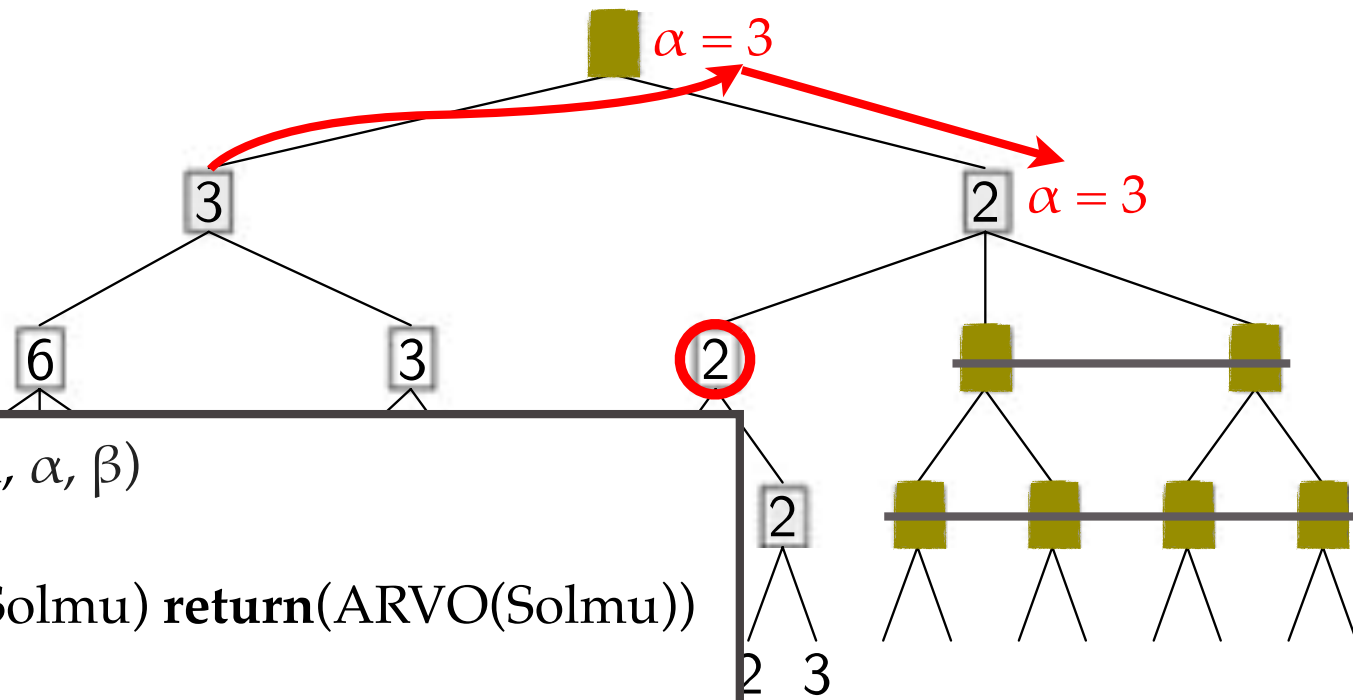 α = 3
3
2 α = 3
6
3
2
, α, β)
2
Solmu) return(ARVO(Solmu))
2 3